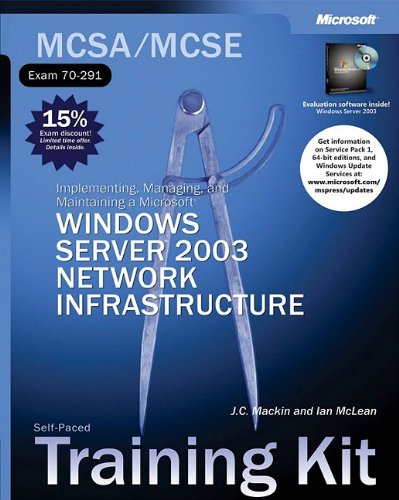 Microsoft
MCSA/MCSE
Exam 70-291
15%
Exam discount!
Limited time offer.
Details inside.
Evaluation software inside!
Windows Server 2003
Get information
on Service Pack 1,
64-bit editions, and
Windows Update
Services at:
www.microsoft.com/
mspress/updates
Implementing, Managing, and
Maintaining a Microsoft
WINDOWS
SERVER 2003
NETWORK
INFRASTRUCTURE
J.C. Mackin and Ian McLean
Self-Paced
Training Kit